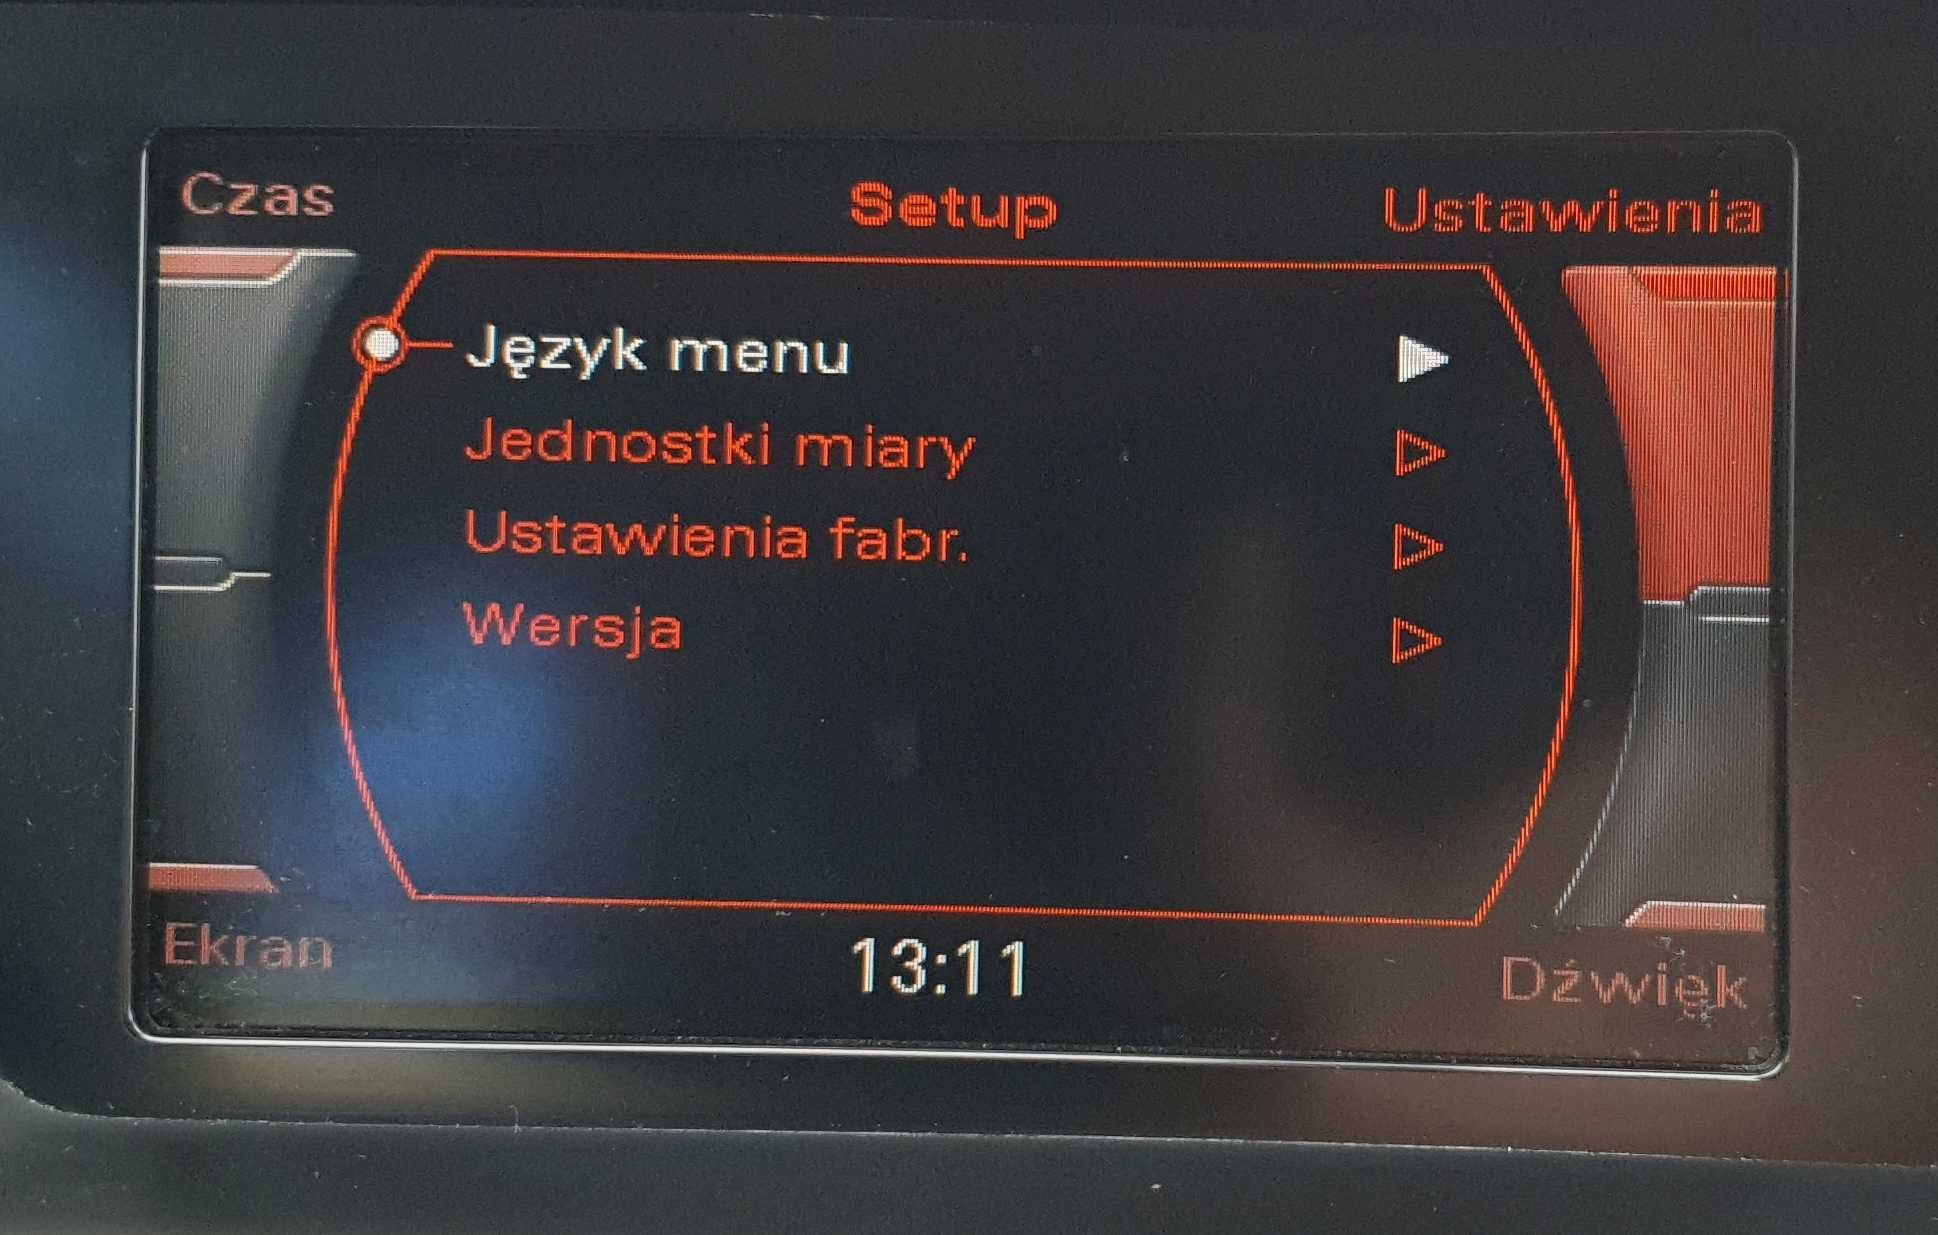 Czas
Setup
Ustawienia
Język menu
Jednostki miary
Ustawienia fabr.
Wersja
Ekran
13:11
Dźwięk